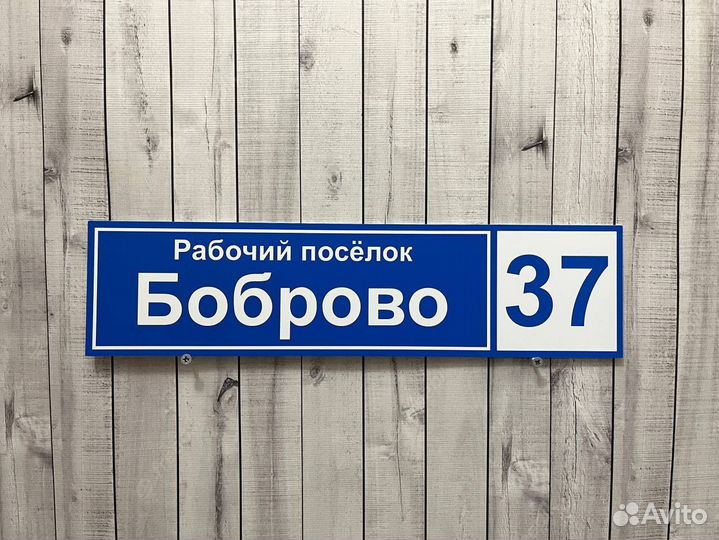 Рабочий посёлок
Боброво
37
Avito